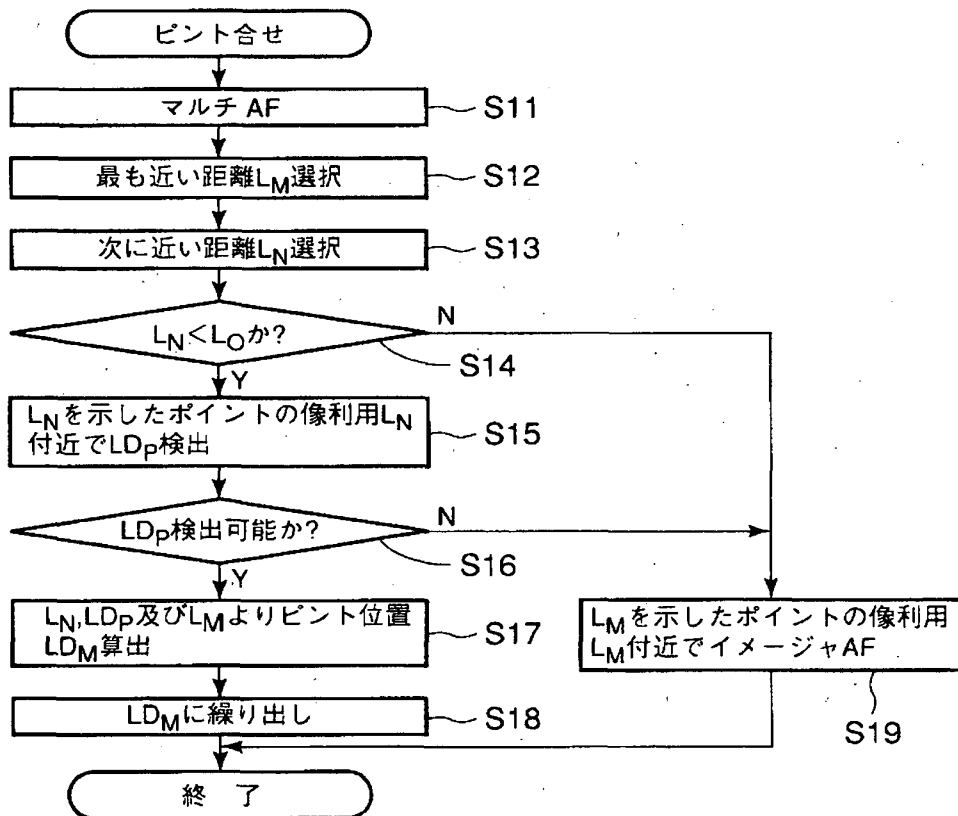 ピント合せ
マルチ AF
S11
最も近い距離LM選択
S12
次に近い距離LN選択
S13
LN<LOか?
N
S14
Y
LNを示したポイントの像利用LN
付近でLDP検出
S15
LDP検出可能か?
N
S16
Y
LN,LDP及びLMよりピント位置
LDM算出
S17
LMを示したポイントの像利用
LM付近でイメージャAF
S19
LDMに繰り出し
S18
終 了